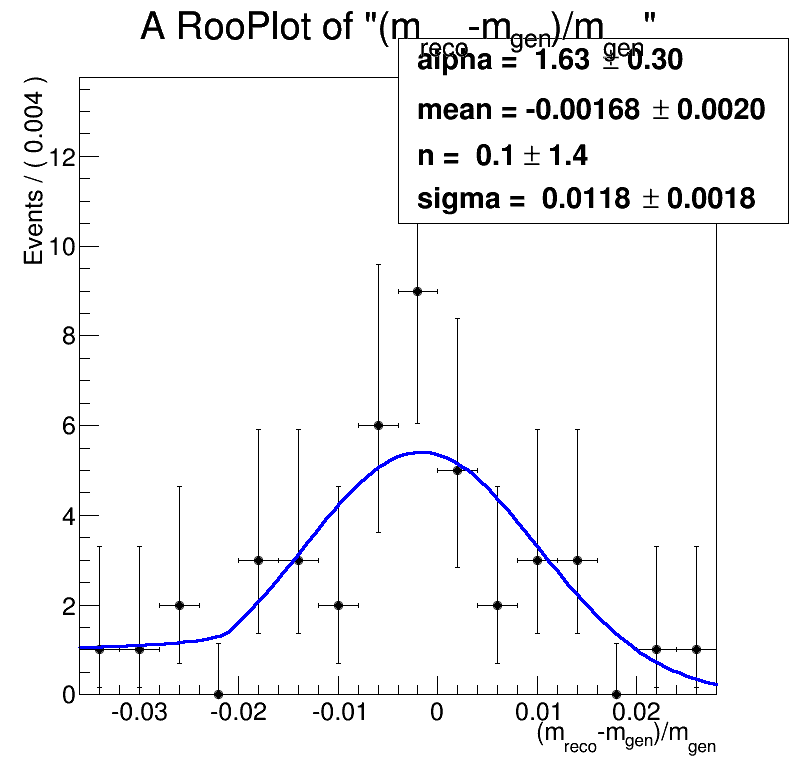 A RooPlot of "(m_reco-m_gen)/m_gen"
alpha = 1.63 ± 0.30
mean = -0.00168 ± 0.0020
n = 0.1 ± 1.4
sigma = 0.0118 ± 0.0018
Events / ( 0.004 )
12
10
8
6
4
2
0
-0.03 -0.02 -0.01 0 0.01 0.02
(m_reco-m_gen)/m_gen